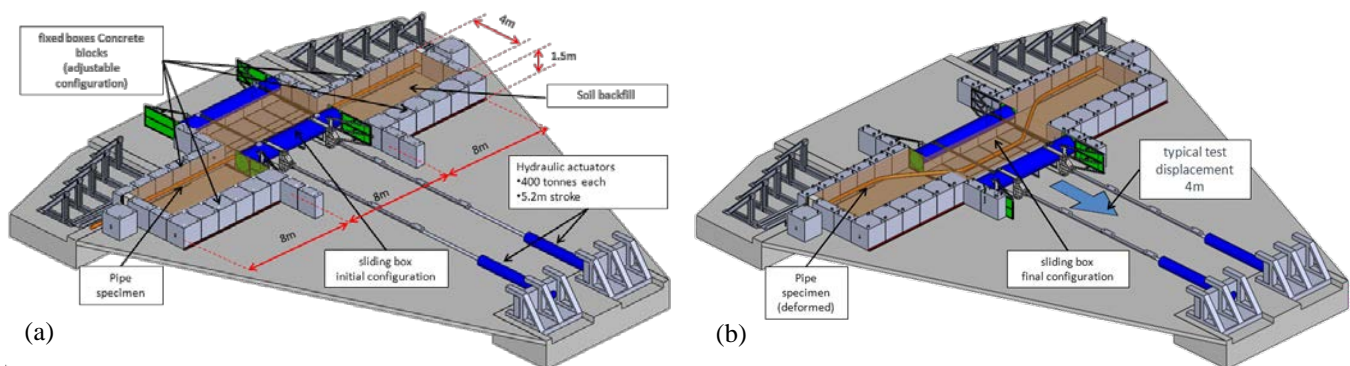 fixed boxes Concrete
blocks
(adjustable
configuration)
4m
1.5m
Soil backfill
8m
8m
8m
Hydraulic actuators
•400 tonnes each
•5.2m stroke
sliding box
initial configuration
Pipe
specimen
(a)
typical test
displacement
4m
sliding box
final configuration
Pipe specimen
(deformed)
(b)